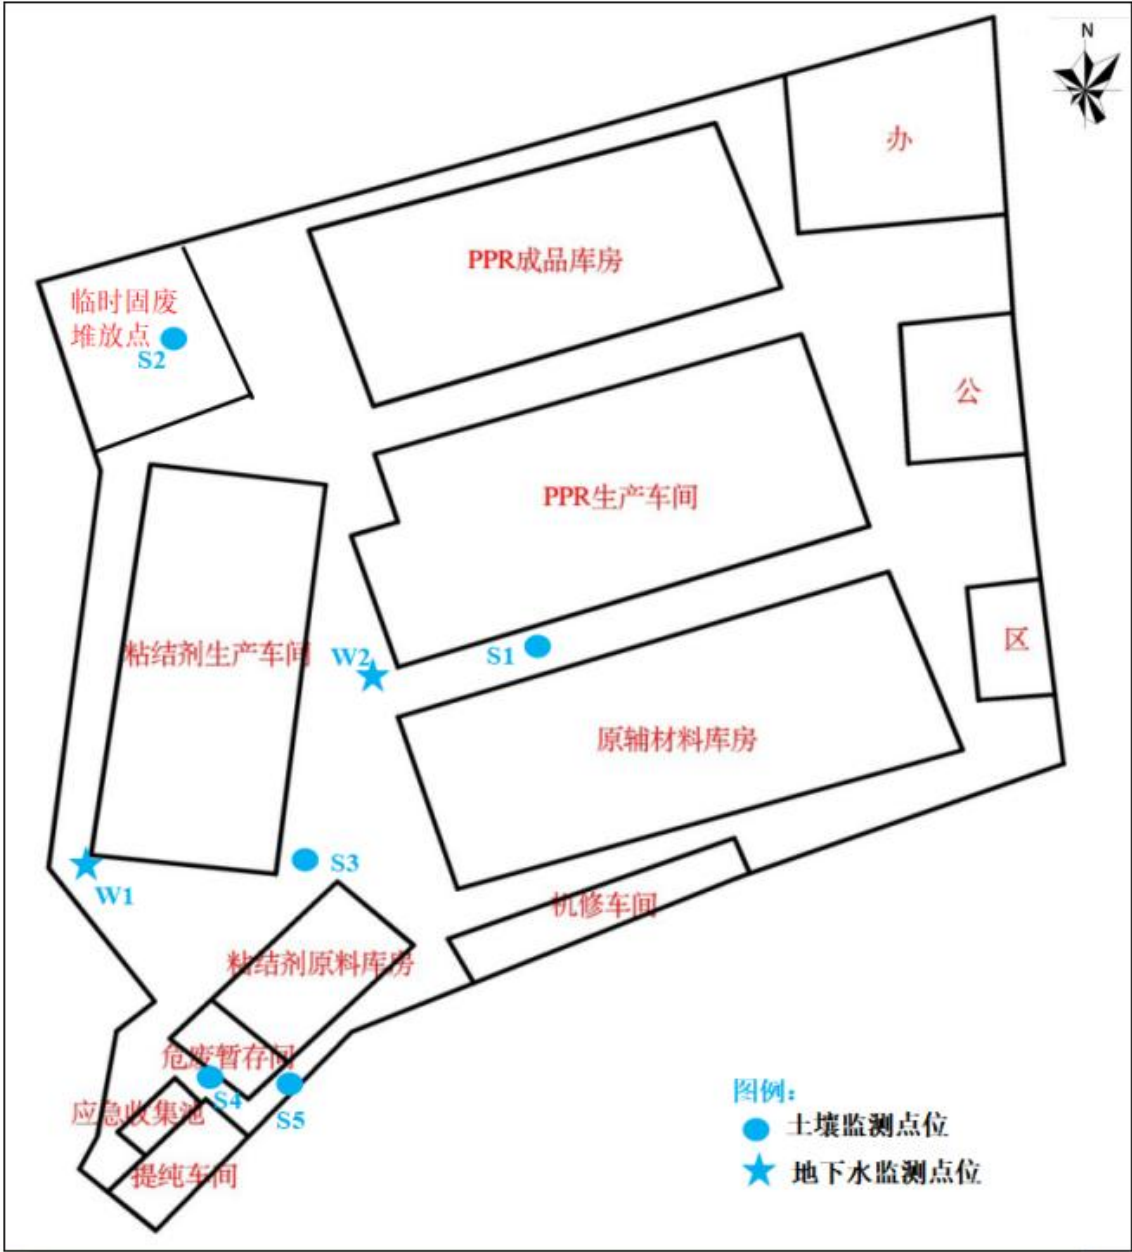 N
办
PPR成品库房
临时固废
堆放点
S2
公
PPR生产车间
粘结剂生产车间
W2
S1
区
原辅材料库房
S3
W1
机修车间
粘结剂原料库房
危废暂存间
S4
应急收集池
S5
提纯车间
图例：
土壤监测点位
地下水监测点位